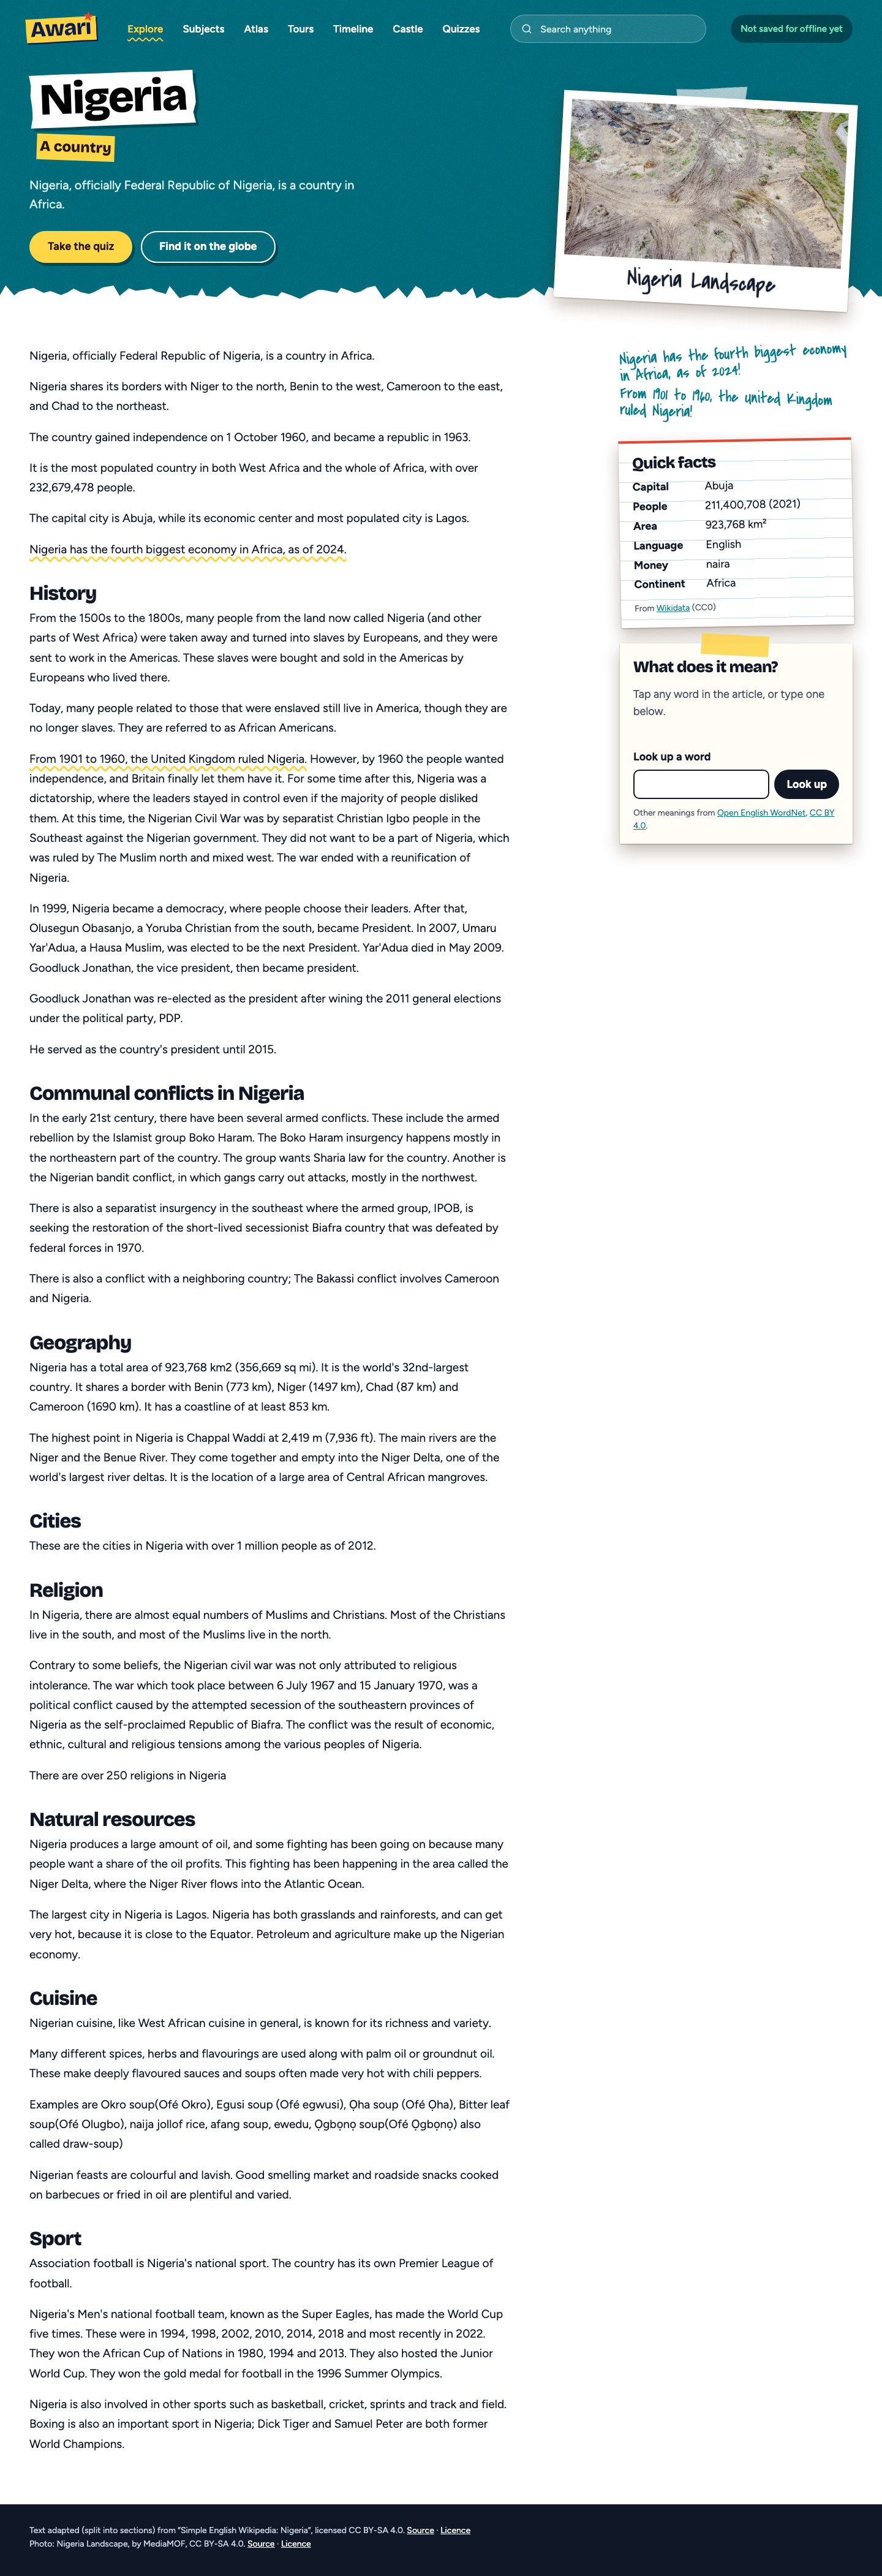 Awari
Explore
Subjects
Atlas
Tours
Timeline
Castle
Quizzes
Search anything
Not saved for offline yet
Nigeria
A country
Nigeria, officially Federal Republic of Nigeria, is a country in
Africa.
Take the quiz
Find it on the globe
Nigeria Landscape
Nigeria, officially Federal Republic of Nigeria, is a country in Africa.
Nigeria shares its borders with Niger to the north, Benin to the west, Cameroon to the east,
and Chad to the northeast.
The country gained independence on 1 October 1960, and became a republic in 1963.
It is the most populated country in both West Africa and the whole of Africa, with over
232,679,478 people.
The capital city is Abuja, while its economic center and most populated city is Lagos.
Nigeria has the fourth biggest economy in Africa, as of 2024.
History
From the 1500s to the 1800s, many people from the land now called Nigeria (and other
parts of West Africa) were taken away and turned into slaves by Europeans, and they were
sent to work in the Americas. These slaves were bought and sold in the Americas by
Europeans who lived there.
Today, many people related to those that were enslaved still live in America, though they are
no longer slaves. They are referred to as African Americans.
From 1901 to 1960, the United Kingdom ruled Nigeria. However, by 1960 the people wanted
independence, and Britain finally let them have it. For some time after this, Nigeria was a
dictatorship, where the leaders stayed in control even if the majority of people disliked
them. At this time, the Nigerian Civil War was by separatist Christian Igbo people in the
Southeast against the Nigerian government. They did not want to be a part of Nigeria, which
was ruled by The Muslim north and mixed west. The war ended with a reunification of
Nigeria.
In 1999, Nigeria became a democracy, where people choose their leaders. After that,
Olusegun Obasanjo, a Yoruba Christian from the south, became President. In 2007, Umaru
Yar'Adua, a Hausa Muslim, was elected to be the next President. Yar'Adua died in May 2009.
Goodluck Jonathan, the vice president, then became president.
Goodluck Jonathan was re-elected as the president after wining the 2011 general elections
under the political party, PDP.
He served as the country's president until 2015.
Communal conflicts in Nigeria
In the early 21st century, there have been several armed conflicts. These include the armed
rebellion by the Islamist group Boko Haram. The Boko Haram insurgency happens mostly in
the northeastern part of the country. The group wants Sharia law for the country. Another is
the Nigerian bandit conflict, in which gangs carry out attacks, mostly in the northwest.
There is also a separatist insurgency in the southeast where the armed group, IPOB, is
seeking the restoration of the short-lived secessionist Biafra country that was defeated by
federal forces in 1970.
There is also a conflict with a neighboring country; The Bakassi conflict involves Cameroon
and Nigeria.
Geography
Nigeria has a total area of 923,768 km2 (356,669 sq mi). It is the world's 32nd-largest
country. It shares a border with Benin (773 km), Niger (1497 km), Chad (87 km) and
Cameroon (1690 km). It has a coastline of at least 853 km.
The highest point in Nigeria is Chappal Waddi at 2,419 m (7,936 ft). The main rivers are the
Niger and the Benue River. They come together and empty into the Niger Delta, one of the
world's largest river deltas. It is the location of a large area of Central African mangroves.
Cities
These are the cities in Nigeria with over 1 million people as of 2012.
Religion
In Nigeria, there are almost equal numbers of Muslims and Christians. Most of the Christians
live in the south, and most of the Muslims live in the north.
Contrary to some beliefs, the Nigerian civil war was not only attributed to religious
intolerance. The war which took place between 6 July 1967 and 15 January 1970, was a
political conflict caused by the attempted secession of the southeastern provinces of
Nigeria as the self-proclaimed Republic of Biafra. The conflict was the result of economic,
ethnic, cultural and religious tensions among the various peoples of Nigeria.
There are over 250 religions in Nigeria
Natural resources
Nigeria produces a large amount of oil, and some fighting has been going on because many
people want a share of the oil profits. This fighting has been happening in the area called the
Niger Delta, where the Niger River flows into the Atlantic Ocean.
The largest city in Nigeria is Lagos. Nigeria has both grasslands and rainforests, and can get
very hot, because it is close to the Equator. Petroleum and agriculture make up the Nigerian
economy.
Cuisine
Nigerian cuisine, like West African cuisine in general, is known for its richness and variety.
Many different spices, herbs and flavourings are used along with palm oil or groundnut oil.
These make deeply flavoured sauces and soups often made very hot with chili peppers.
Examples are Okro soup(Ofé Okro), Egusi soup (Ofé egwusi), Ọha soup (Ofé Ọha), Bitter leaf
soup(Ofé Olugbo), naija jollof rice, afang soup, ewedu, Ọgbọnọ soup(Ofé Ọgbọnọ) also
called draw-soup)
Nigerian feasts are colourful and lavish. Good smelling market and roadside snacks cooked
on barbecues or fried in oil are plentiful and varied.
Sport
Association football is Nigeria's national sport. The country has its own Premier League of
football.
Nigeria's Men's national football team, known as the Super Eagles, has made the World Cup
five times. These were in 1994, 1998, 2002, 2010, 2014, 2018 and most recently in 2022.
They won the African Cup of Nations in 1980, 1994 and 2013. They also hosted the Junior
World Cup. They won the gold medal for football in the 1996 Summer Olympics.
Nigeria is also involved in other sports such as basketball, cricket, sprints and track and field.
Boxing is also an important sport in Nigeria; Dick Tiger and Samuel Peter are both former
World Champions.
Nigeria has the fourth biggest economy
in Africa, as of 2024!
From 1901 to 1960, the United Kingdom
ruled Nigeria!
Quick facts
Capital Abuja
People 211,400,708 (2021)
Area 923,768 km²
Language English
Money naira
Continent Africa
From Wikidata (CC0)
What does it mean?
Tap any word in the article, or type one
below.
Look up a word
Look up
Other meanings from Open English WordNet, CC BY
4.0.
Text adapted (split into sections) from "Simple English Wikipedia: Nigeria", licensed CC BY-SA 4.0. Source · Licence
Photo: Nigeria Landscape, by MediaMOF, CC BY-SA 4.0. Source · Licence